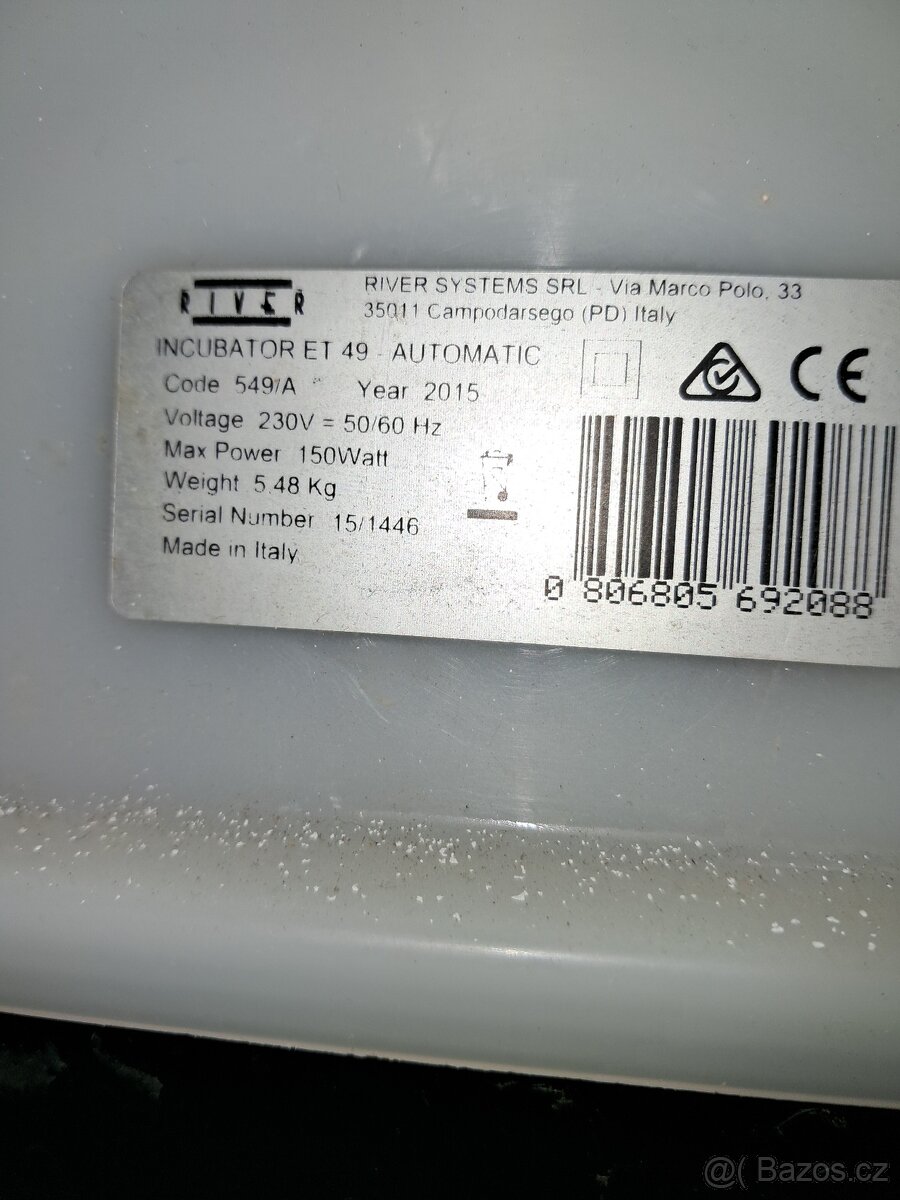 RIVER
RIVER SYSTEMS SRL - Via Marco Polo, 33
35011 Campodarsego (PD) Italy
INCUBATOR ET 49 - AUTOMATIC
Code 549/A Year 2015
Voltage 230V = 50/60 Hz
Max Power 150Watt
Weight 5.48 Kg
Serial Number 15/1446
Made in Italy
CE
0 806805 692088
@( Bazos.cz